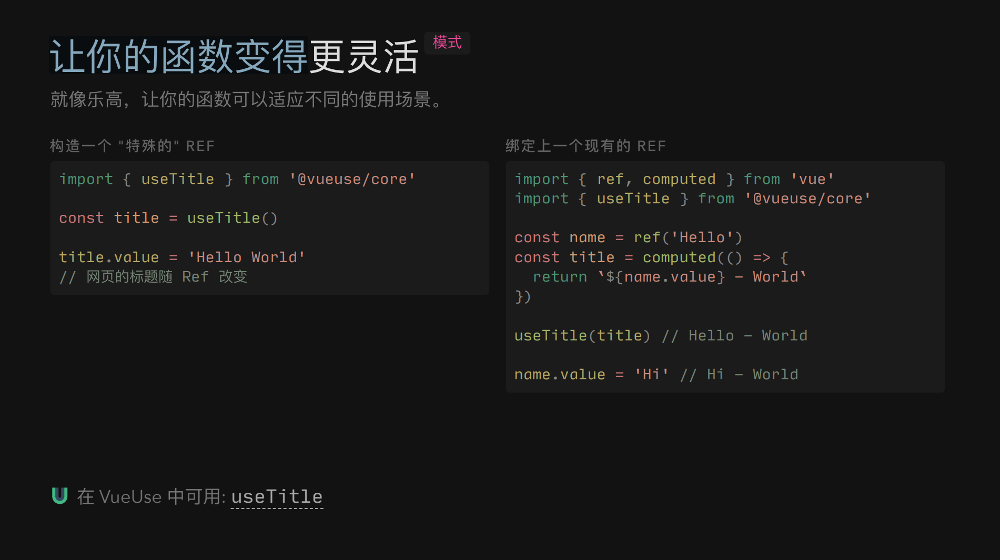 让你的函数变得更灵活 模式
就像乐高，让你的函数可以适应不同的使用场景。
构造一个 "特殊的" REF
import { useTitle } from '@vueuse/core'
const title = useTitle()
title.value = 'Hello World'
// 网页的标题随 Ref 改变
绑定上一个现有的 REF
import { ref, computed } from 'vue'
import { useTitle } from '@vueuse/core'
const name = ref('Hello')
const title = computed(() => {
  return `${name.value} - World`
})
useTitle(title) // Hello - World
name.value = 'Hi' // Hi - World
在 VueUse 中可用: useTitle